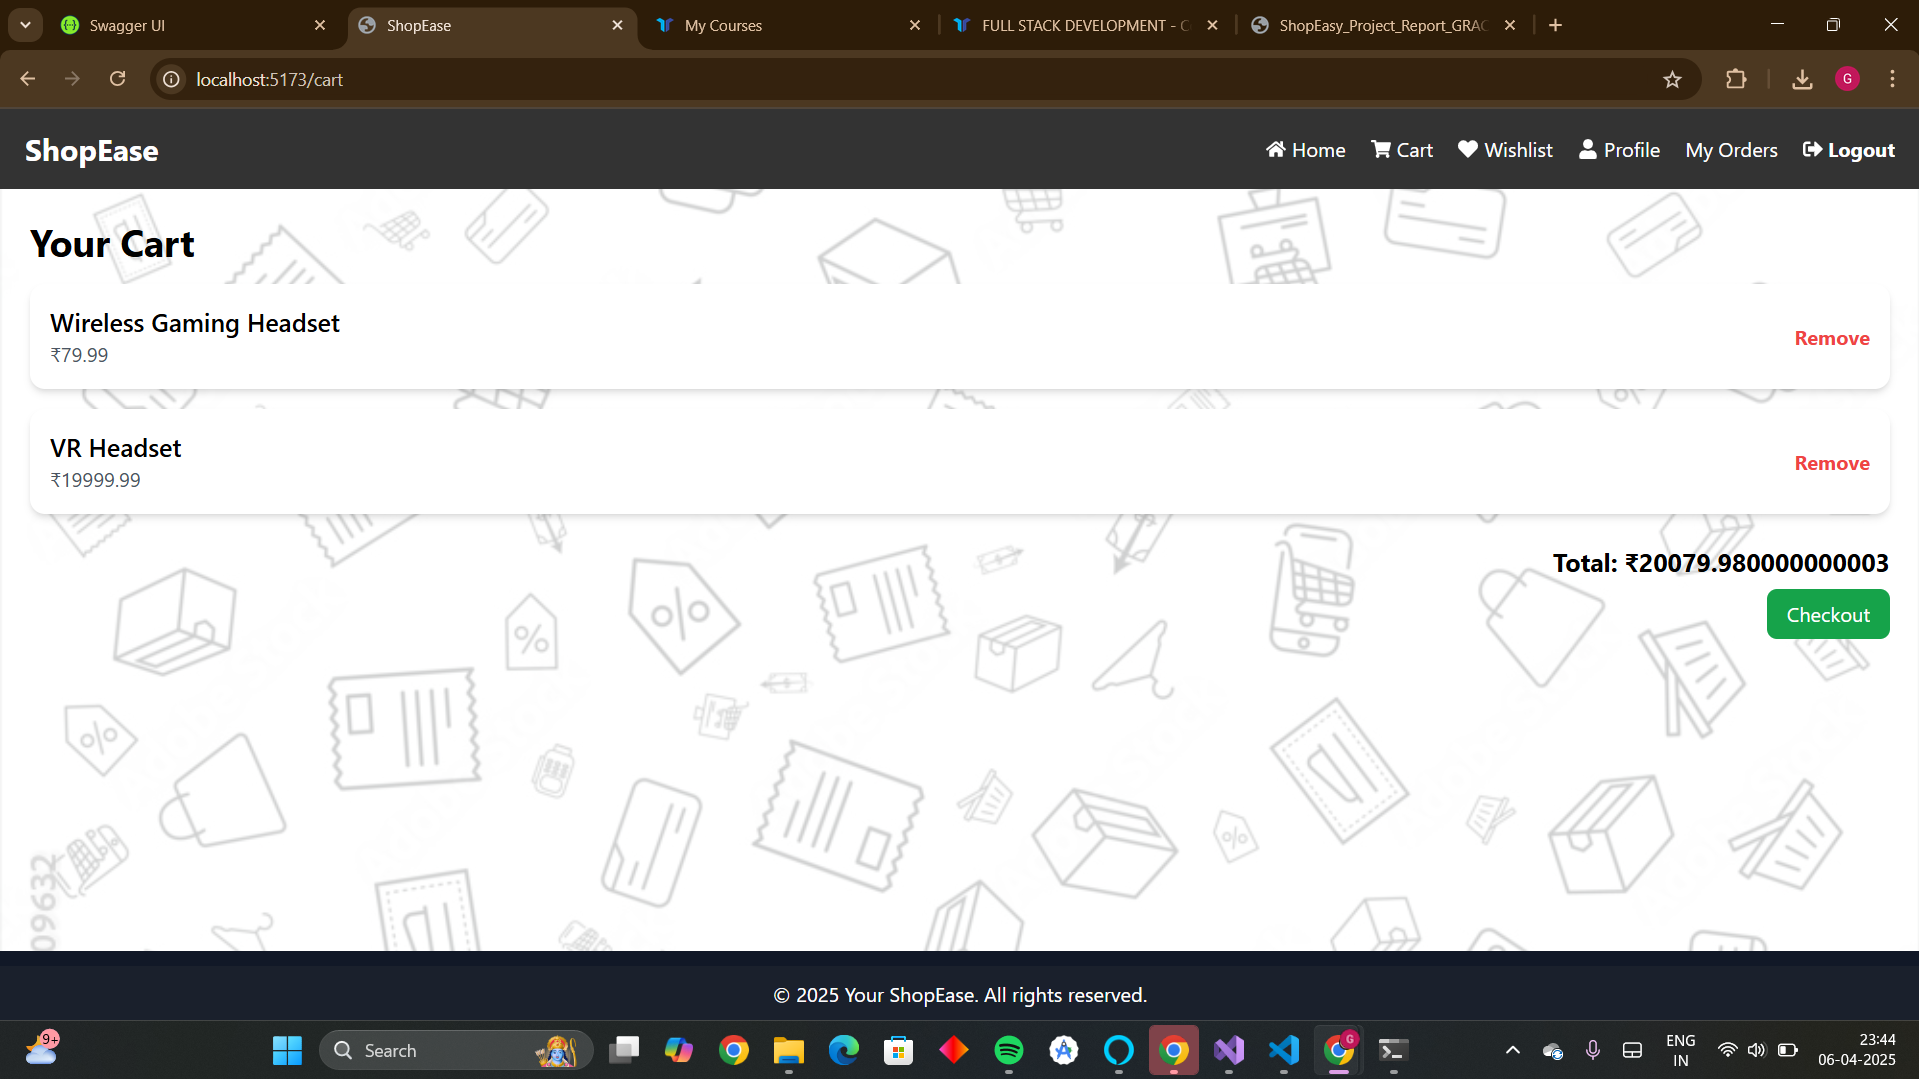 Swagger UI
ShopEase
My Courses
FULL STACK DEVELOPMENT - C
ShopEasy_Project_Report_GRAC
localhost:5173/cart
G
ShopEase
Home
Cart
Wishlist
Profile
My Orders
Logout
Your Cart
Wireless Gaming Headset
₹79.99
Remove
VR Headset
₹19999.99
Remove
Total: ₹20079.980000000003
Checkout
© 2025 Your ShopEase. All rights reserved.
9+
Search
G
ENG
IN
23:44
06-04-2025